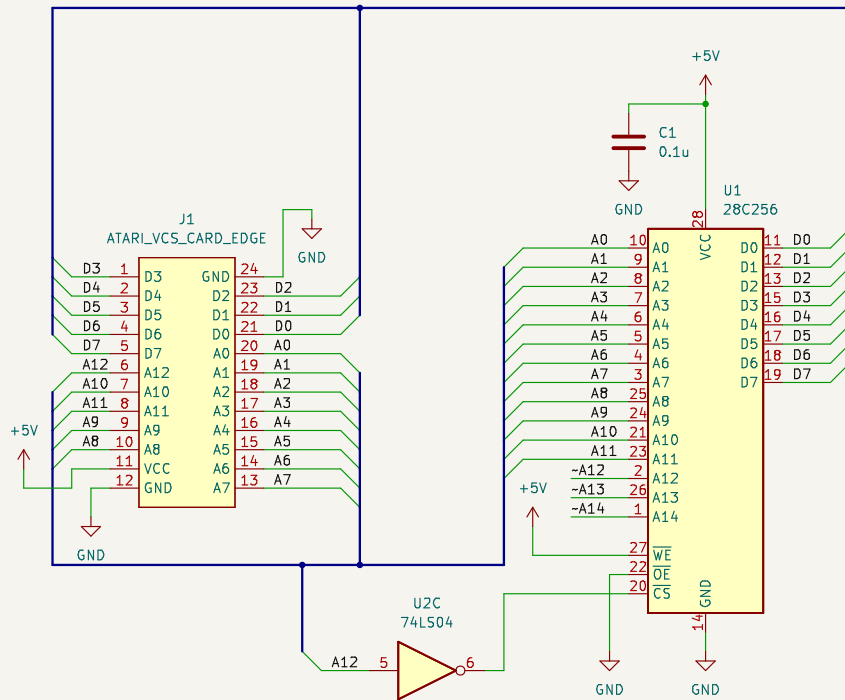 +5V
C1
0.1u
GND
U1
28C256
J1
ATARI_VCS_CARD_EDGE
GND
D3 1 D3 GND 24
D4 2 D4 D2 23 D2
D5 3 D5 D1 22 D1
D6 4 D6 D0 21 D0
D7 5 D7 A0 20 A0
A12 6 A12 A1 19 A1
A10 7 A10 A2 18 A2
A11 8 A11 A3 17 A3
A9 9 A9 A4 16 A4
A8 10 A8 A5 15 A5
11 VCC A6 14 A6
12 GND A7 13 A7
+5V
GND
28
VCC
A0 10 A0 D0 11 D0
A1 9 A1 D1 12 D1
A2 8 A2 D2 13 D2
A3 7 A3 D3 15 D3
A4 6 A4 D4 16 D4
A5 5 A5 D5 17 D5
A6 4 A6 D6 18 D6
A7 3 A7 D7 19 D7
A8 25 A8
A9 24 A9
A10 21 A10
A11 23 A11
~A12 2 A12
~A13 26 A13
~A14 1 A14
+5V
27 WE
22 OE
20 CS
GND
14
GND
GND
U2C
74LS04
A12 5 6